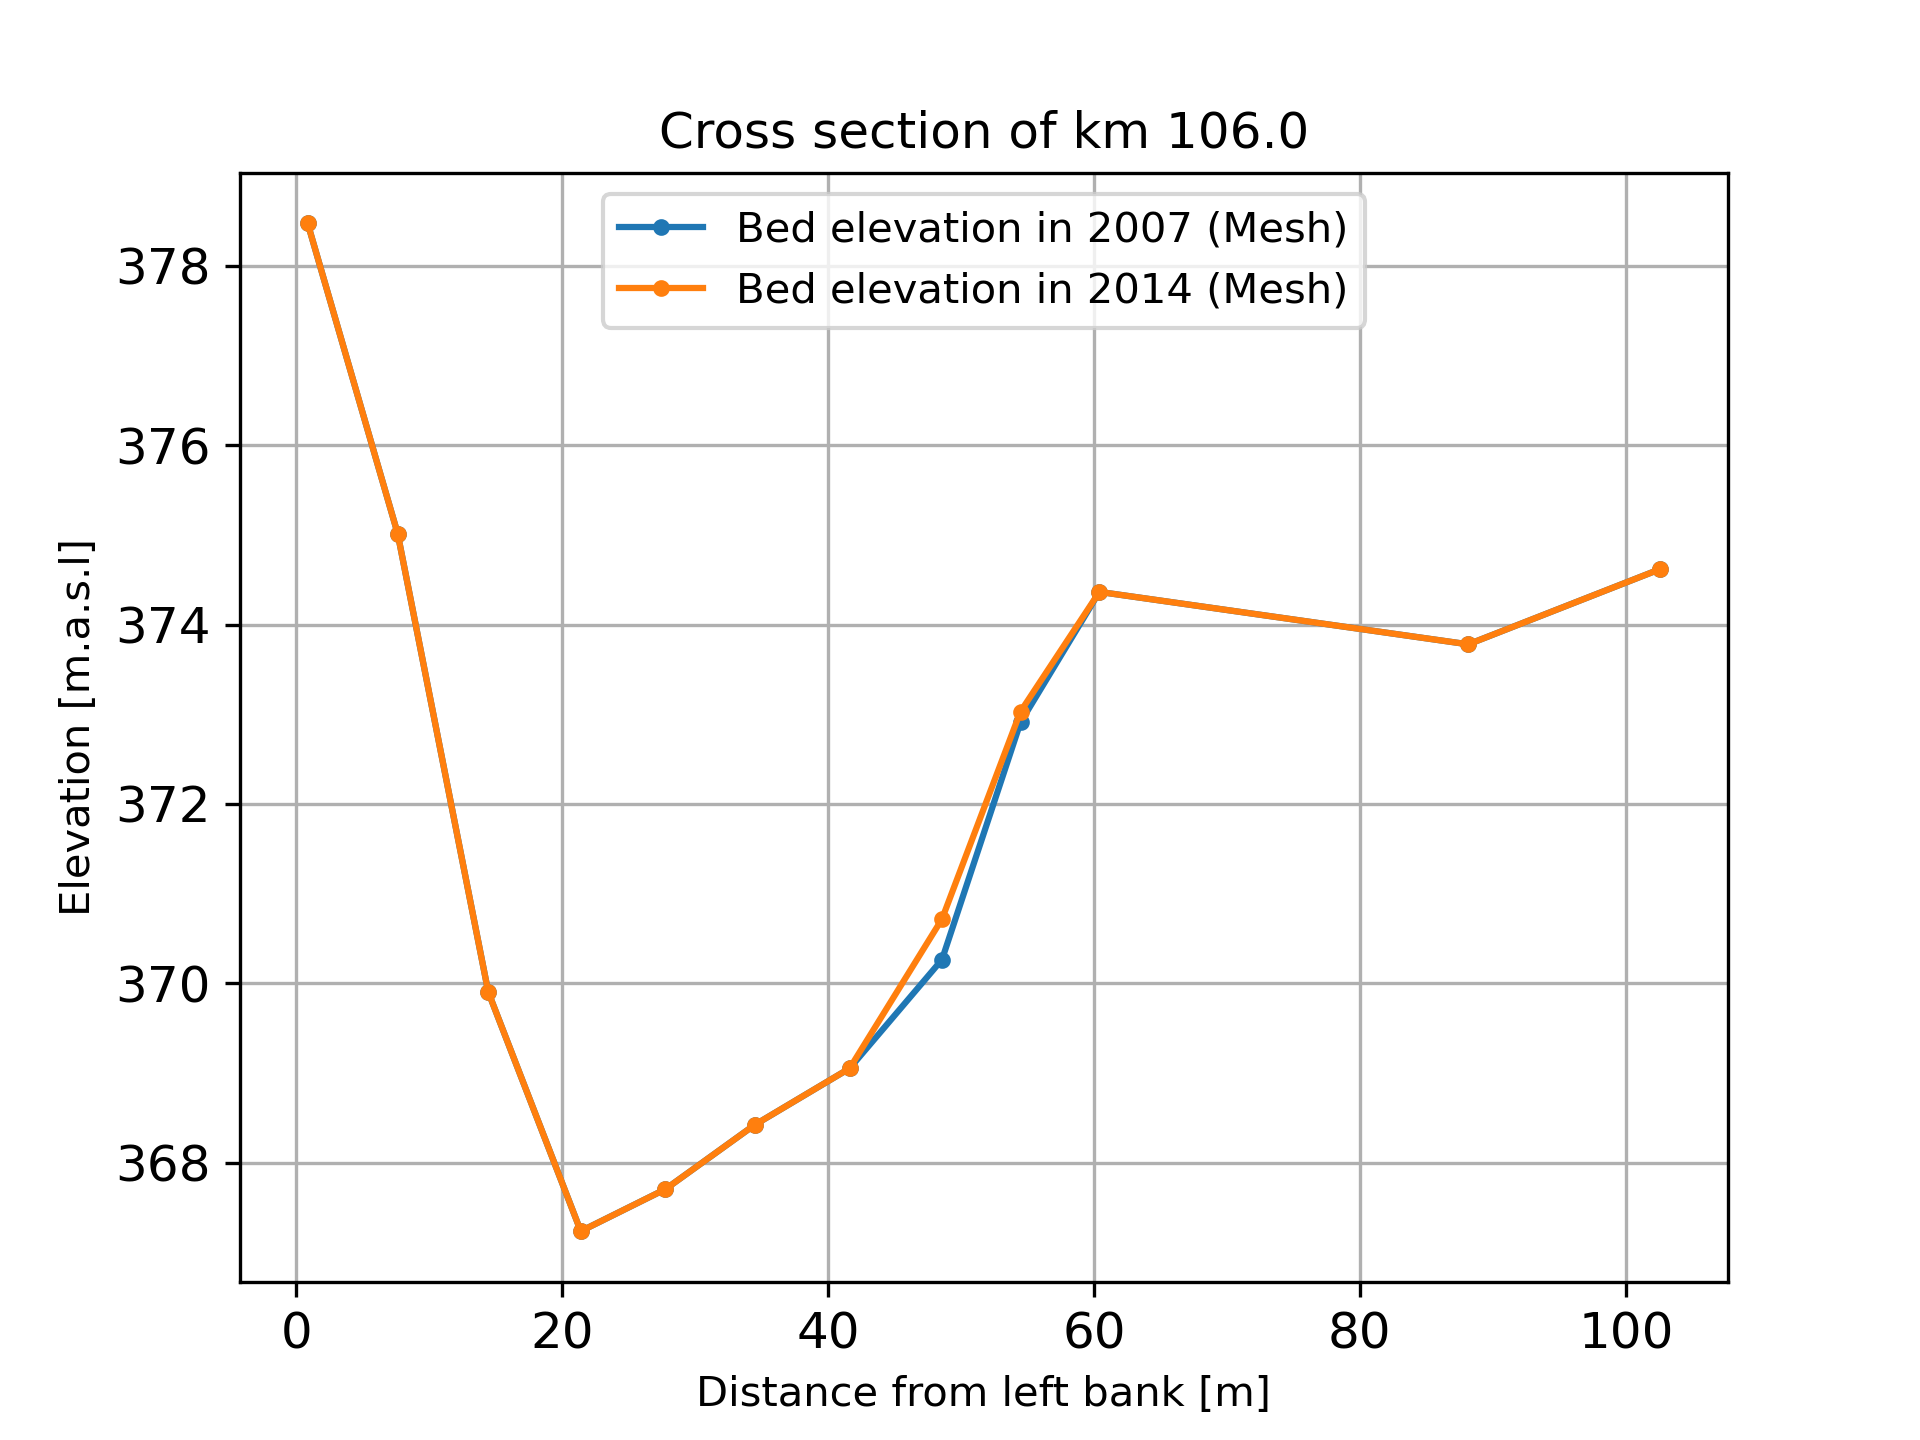 Cross section of km 106.0
Bed elevation in 2007 (Mesh)
Bed elevation in 2014 (Mesh)
Elevation [m.a.s.l]
378
376
374
372
370
368
0 20 40 60 80 100
Distance from left bank [m]